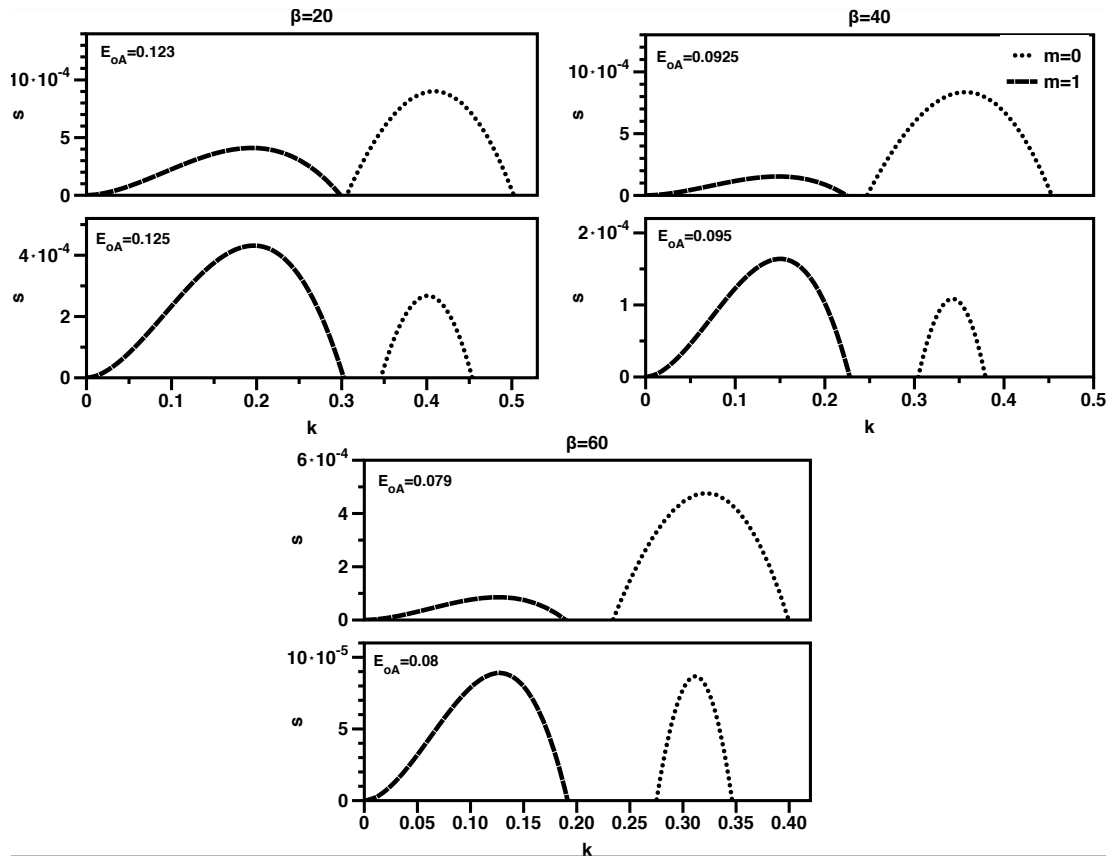 β=20
E_oA=0.123
10·10⁻⁴
5
0
s
E_oA=0.125
4·10⁻⁴
2
0
s
0 0.1 0.2 0.3 0.4 0.5
k
β=40
E_oA=0.0925
m=0
m=1
10·10⁻⁴
5
0
s
E_oA=0.095
2·10⁻⁴
1
0
s
0 0.1 0.2 0.3 0.4 0.5
k
β=60
E_oA=0.079
6·10⁻⁴
4
2
0
s
E_oA=0.08
10·10⁻⁵
5
0
s
0 0.05 0.10 0.15 0.20 0.25 0.30 0.35 0.40
k